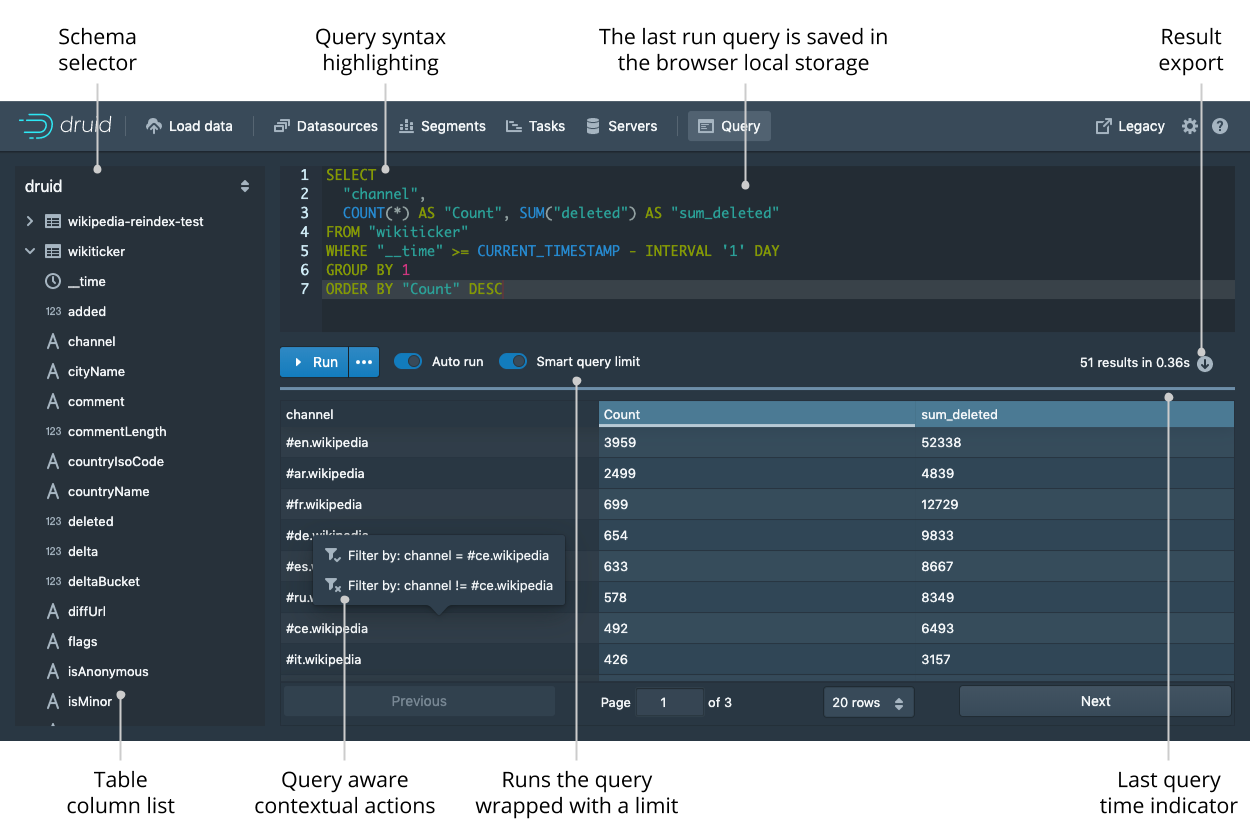 Schema
selector
Query syntax
highlighting
The last run query is saved in
the browser local storage
Result
export
druid
Load data
Datasources
Segments
Tasks
Servers
Query
Legacy
druid
wikipedia-reindex-test
wikiticker
__time
123 added
A channel
A cityName
A comment
123 commentLength
A countryIsoCode
A countryName
123 deleted
123 delta
123 deltaBucket
A diffUrl
A flags
A isAnonymous
A isMinor
1 SELECT
2 "channel",
3 COUNT(*) AS "Count", SUM("deleted") AS "sum_deleted"
4 FROM "wikiticker"
5 WHERE "__time" >= CURRENT_TIMESTAMP - INTERVAL '1' DAY
6 GROUP BY 1
7 ORDER BY "Count" DESC
Run
Auto run
Smart query limit
51 results in 0.36s
channel Count sum_deleted
#en.wikipedia 3959 52338
#ar.wikipedia 2499 4839
#fr.wikipedia 699 12729
#de.wikipedia 654 9833
#es. 633 8667
#ru. 578 8349
#ce.wikipedia 492 6493
#it.wikipedia 426 3157
Filter by: channel = #ce.wikipedia
Filter by: channel != #ce.wikipedia
Previous
Page 1 of 3
20 rows
Next
Table
column list
Query aware
contextual actions
Runs the query
wrapped with a limit
Last query
time indicator